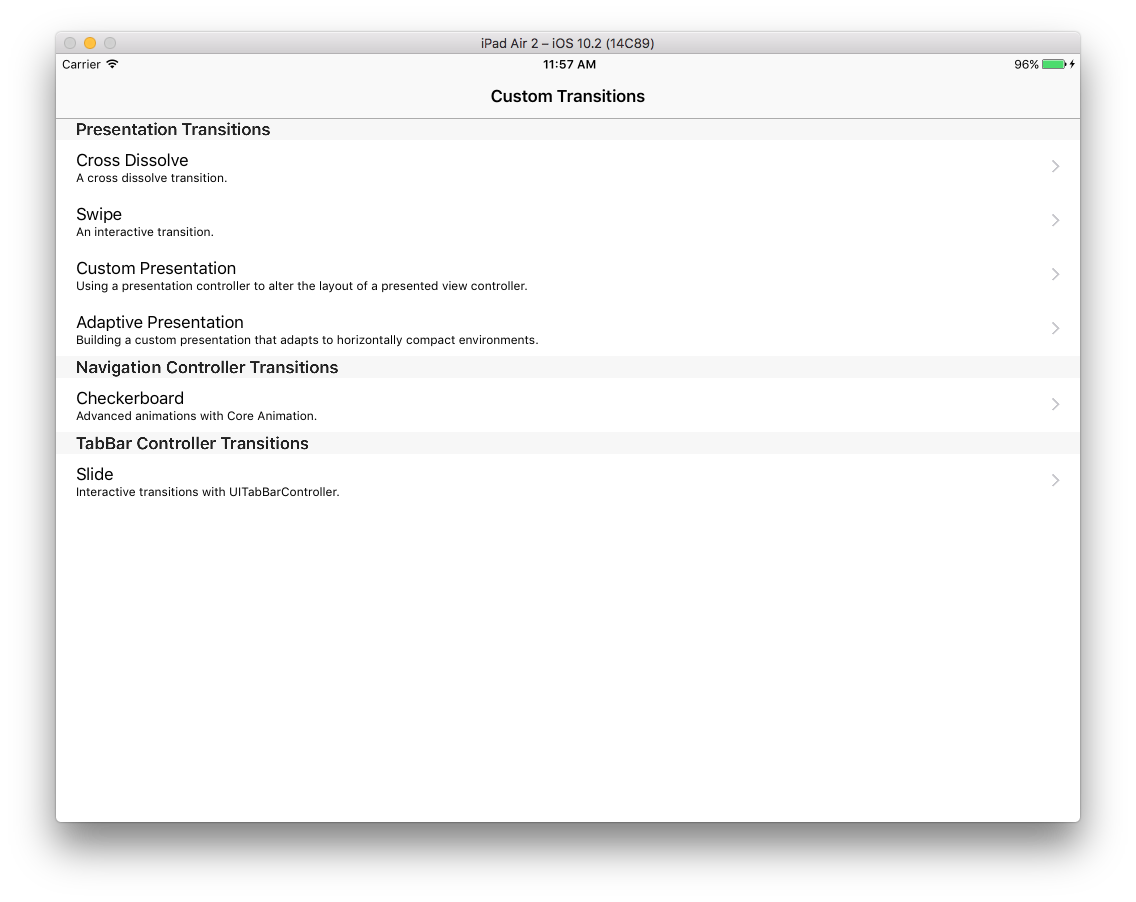 iPad Air 2 – iOS 10.2 (14C89)
Carrier 11:57 AM 96%
Custom Transitions
Presentation Transitions
Cross Dissolve
A cross dissolve transition.
Swipe
An interactive transition.
Custom Presentation
Using a presentation controller to alter the layout of a presented view controller.
Adaptive Presentation
Building a custom presentation that adapts to horizontally compact environments.
Navigation Controller Transitions
Checkerboard
Advanced animations with Core Animation.
TabBar Controller Transitions
Slide
Interactive transitions with UITabBarController.